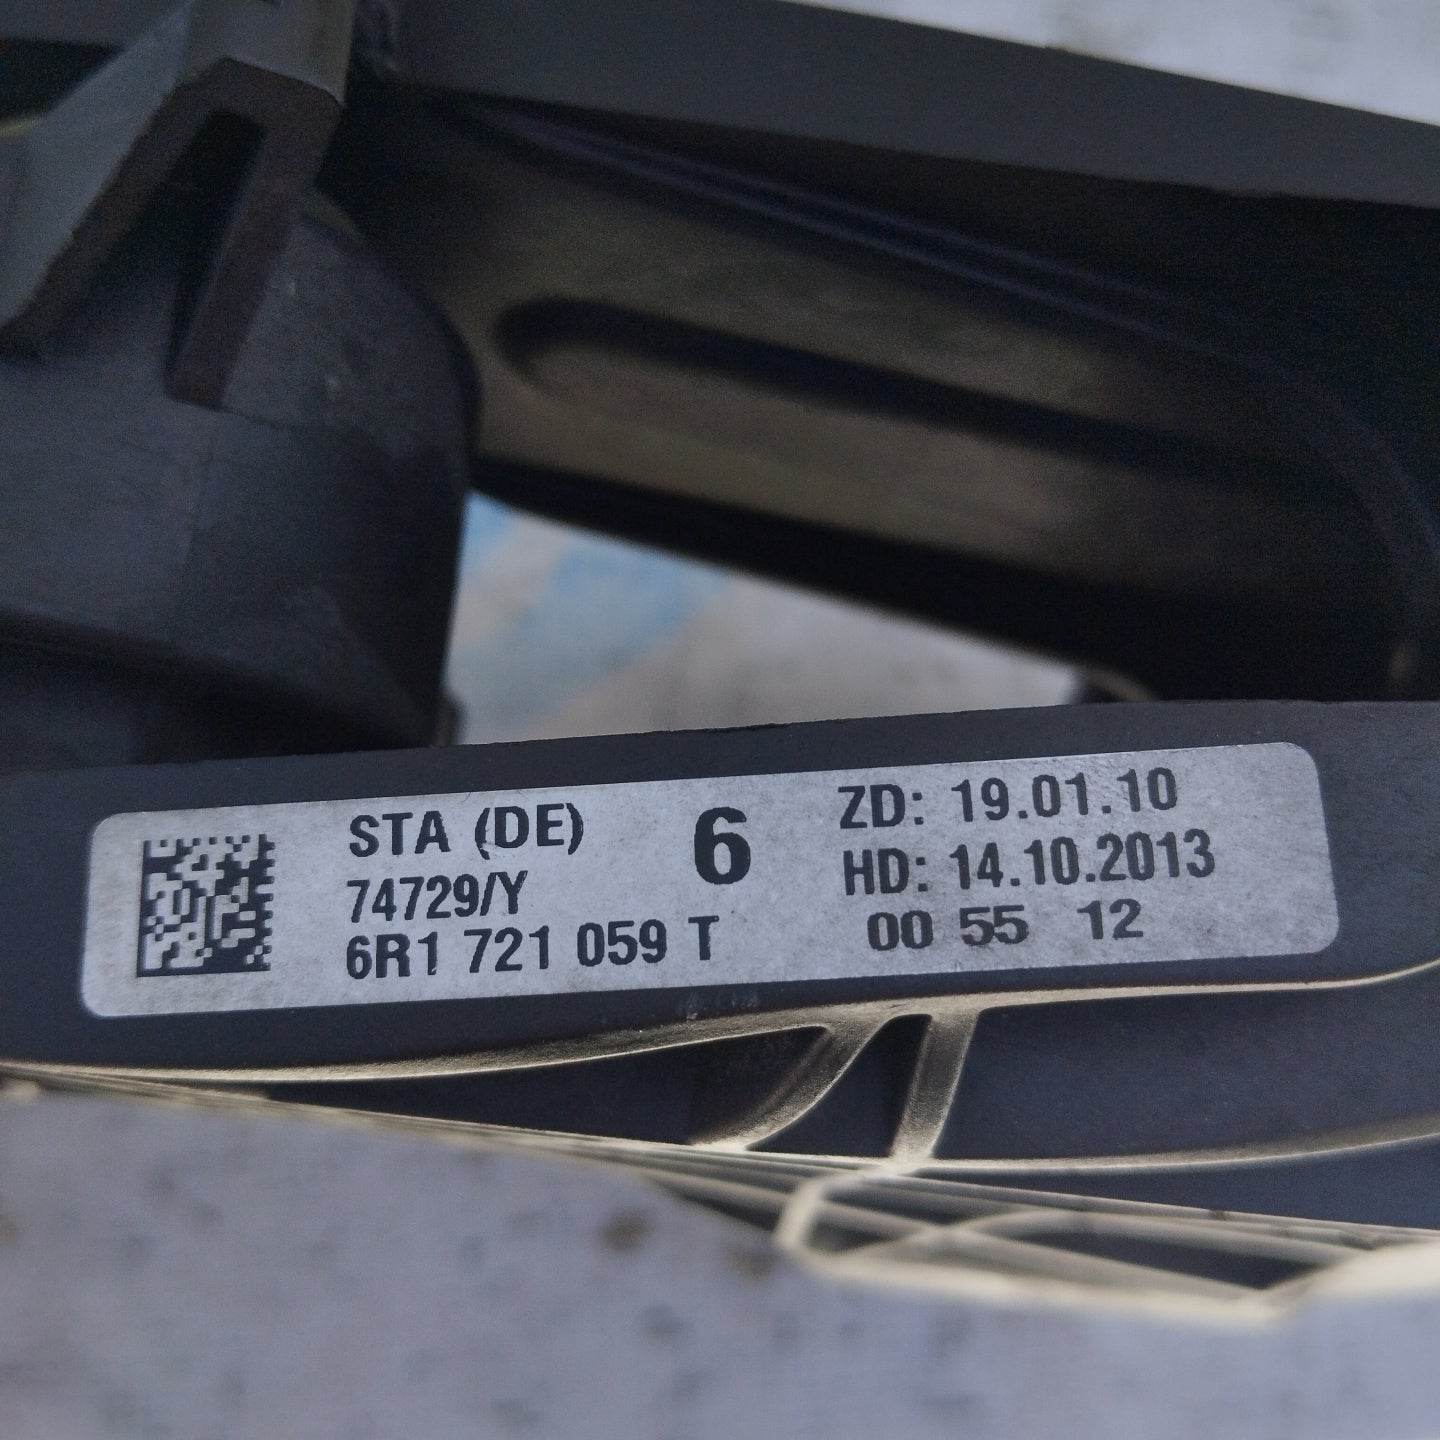 STA (DE)
74729/Y
6R1 721 059 T
6
ZD: 19.01.10
HD: 14.10.2013
00 55 12